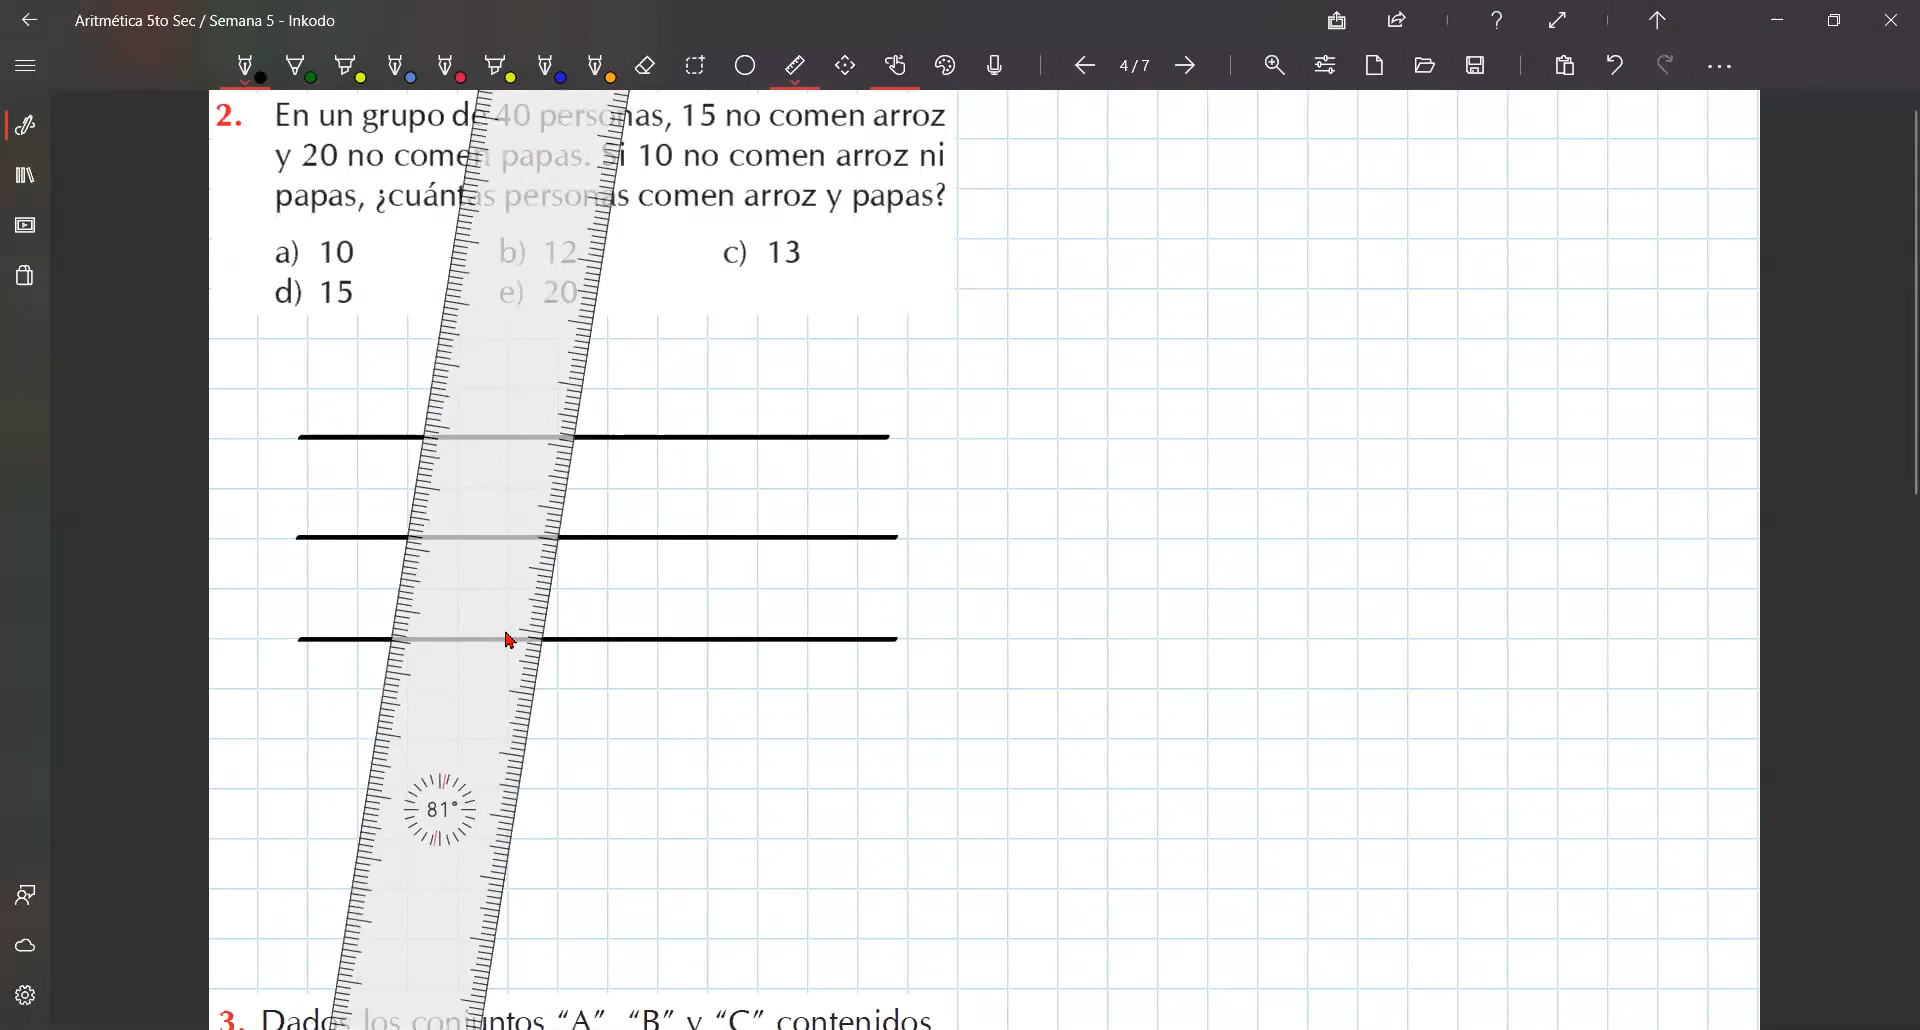 Aritmética 5to Sec / Semana 5 - Inkodo
4 / 7
2. En un grupo de 40 personas, 15 no comen arroz
y 20 no comen papas. Si 10 no comen arroz ni
papas, ¿cuántas personas comen arroz y papas?
a) 10 b) 12 c) 13
d) 15 e) 20
81°
3. Dados los conjuntos “A”, “B” y “C” contenidos